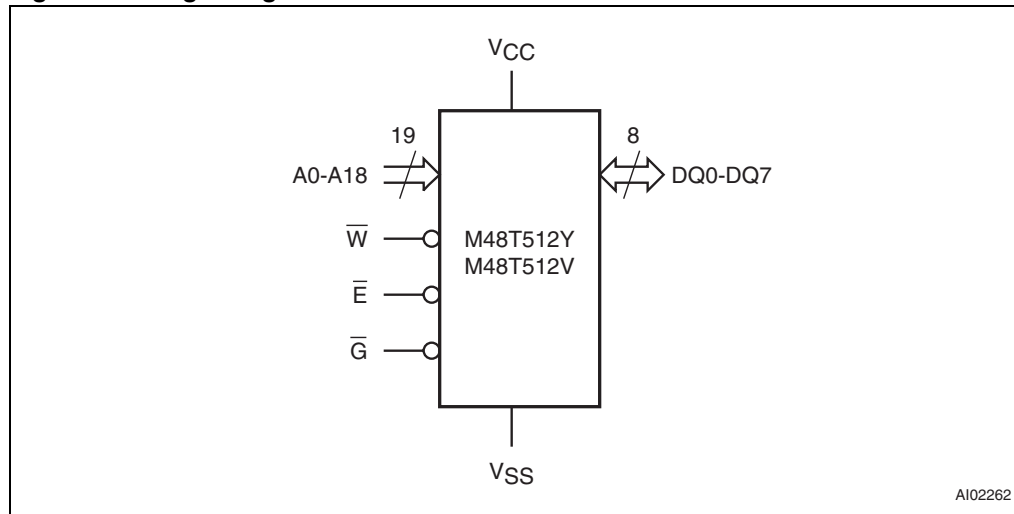 VCC
19
8
A0-A18
DQ0-DQ7
W̅
M48T512Y
M48T512V
E̅
G̅
VSS
AI02262